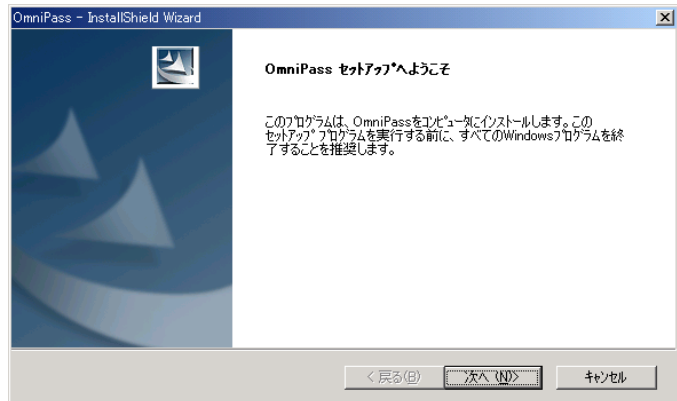 OmniPass - InstallShield Wizard
OmniPass ｾｯﾄｱｯﾌﾟへようこそ
このﾌﾟﾛｸﾞﾗﾑは、OmniPassをｺﾝﾋﾟｭｰﾀにインストールします。この
ｾｯﾄｱｯﾌﾟ ﾌﾟﾛｸﾞﾗﾑを実行する前に、すべてのWindowsﾌﾟﾛｸﾞﾗﾑを終
了することを推奨します。
< 戻る(B)
次へ (N)>
ｷｬﾝｾﾙ